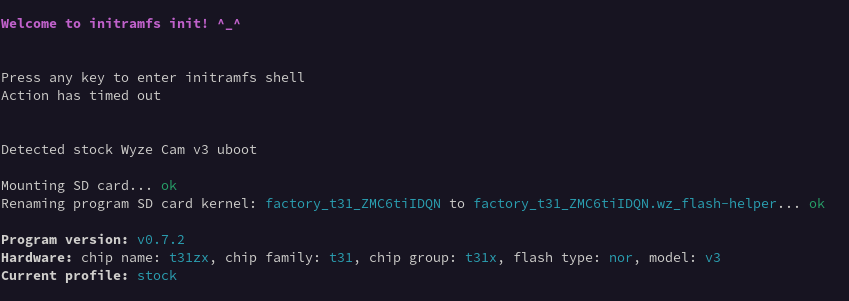 Welcome to initramfs init! ^_^
Press any key to enter initramfs shell
Action has timed out
Detected stock Wyze Cam v3 uboot
Mounting SD card... ok
Renaming program SD card kernel: factory_t31_ZMC6tiIDQN to factory_t31_ZMC6tiIDQN.wz_flash-helper... ok
Program version: v0.7.2
Hardware: chip name: t31zx, chip family: t31, chip group: t31x, flash type: nor, model: v3
Current profile: stock